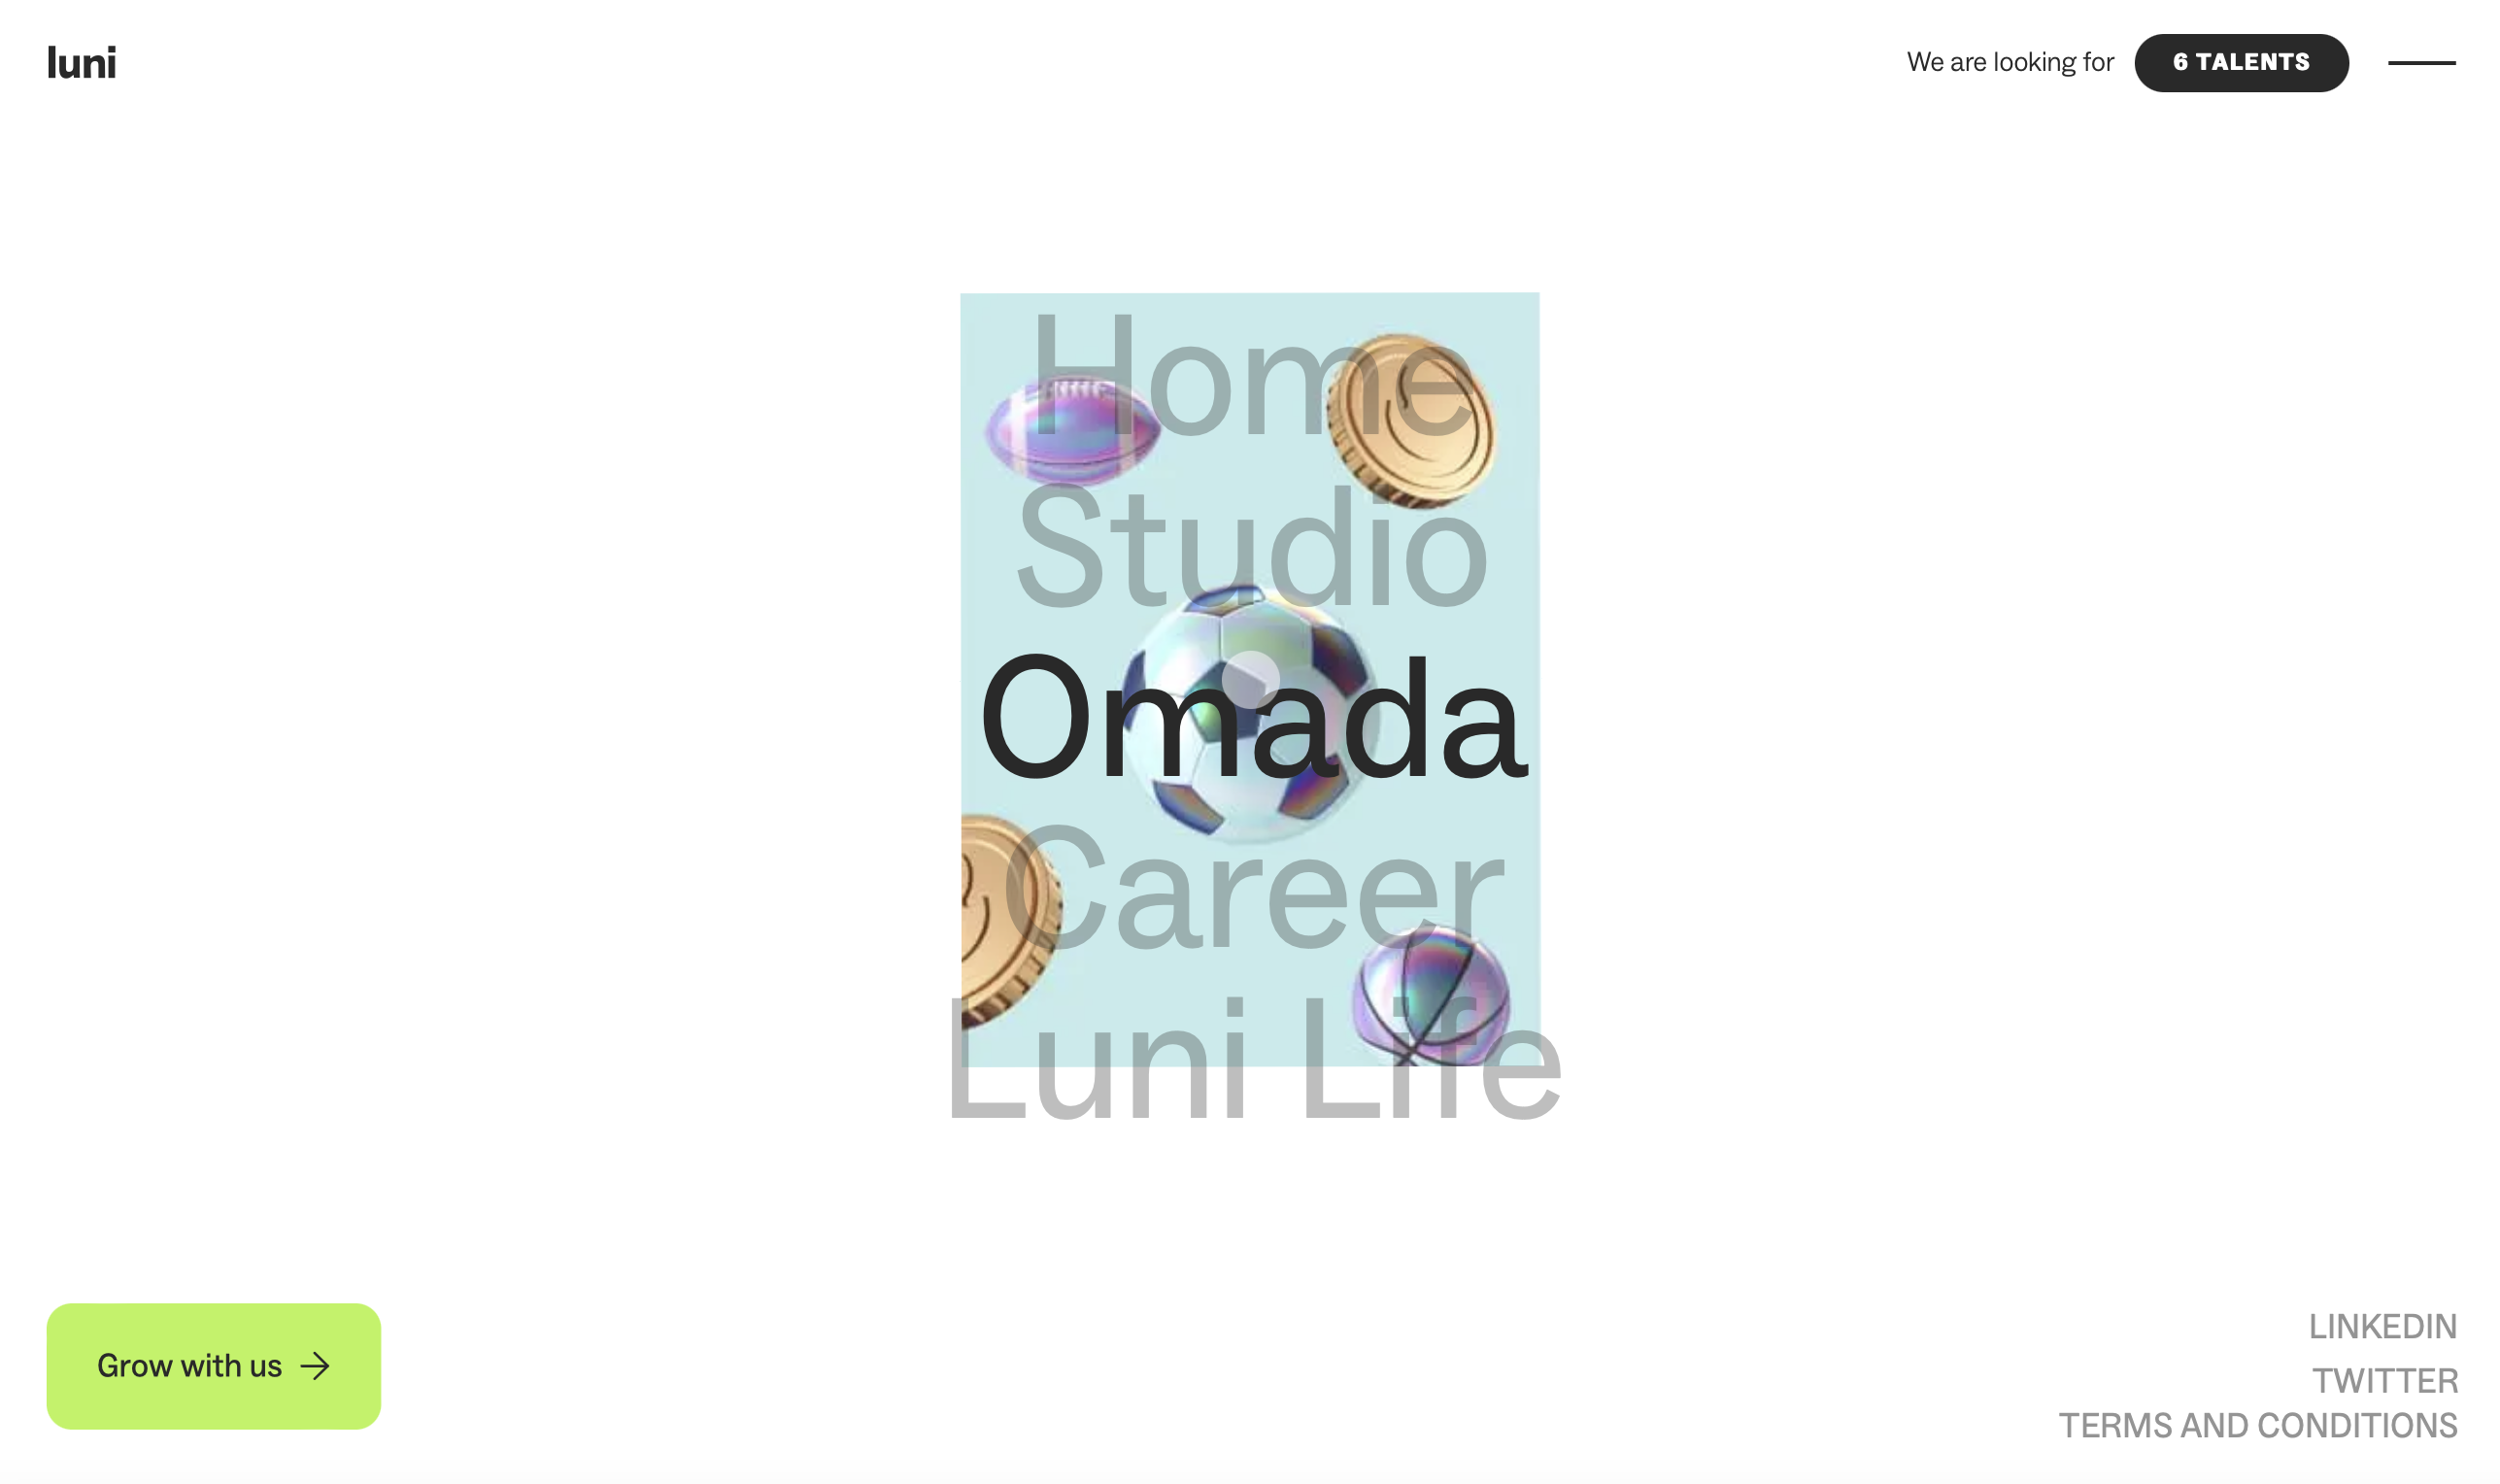 luni
We are looking for 6 TALENTS
Home
Studio
Omada
Career
Luni Life
Grow with us
LINKEDIN
TWITTER
TERMS AND CONDITIONS